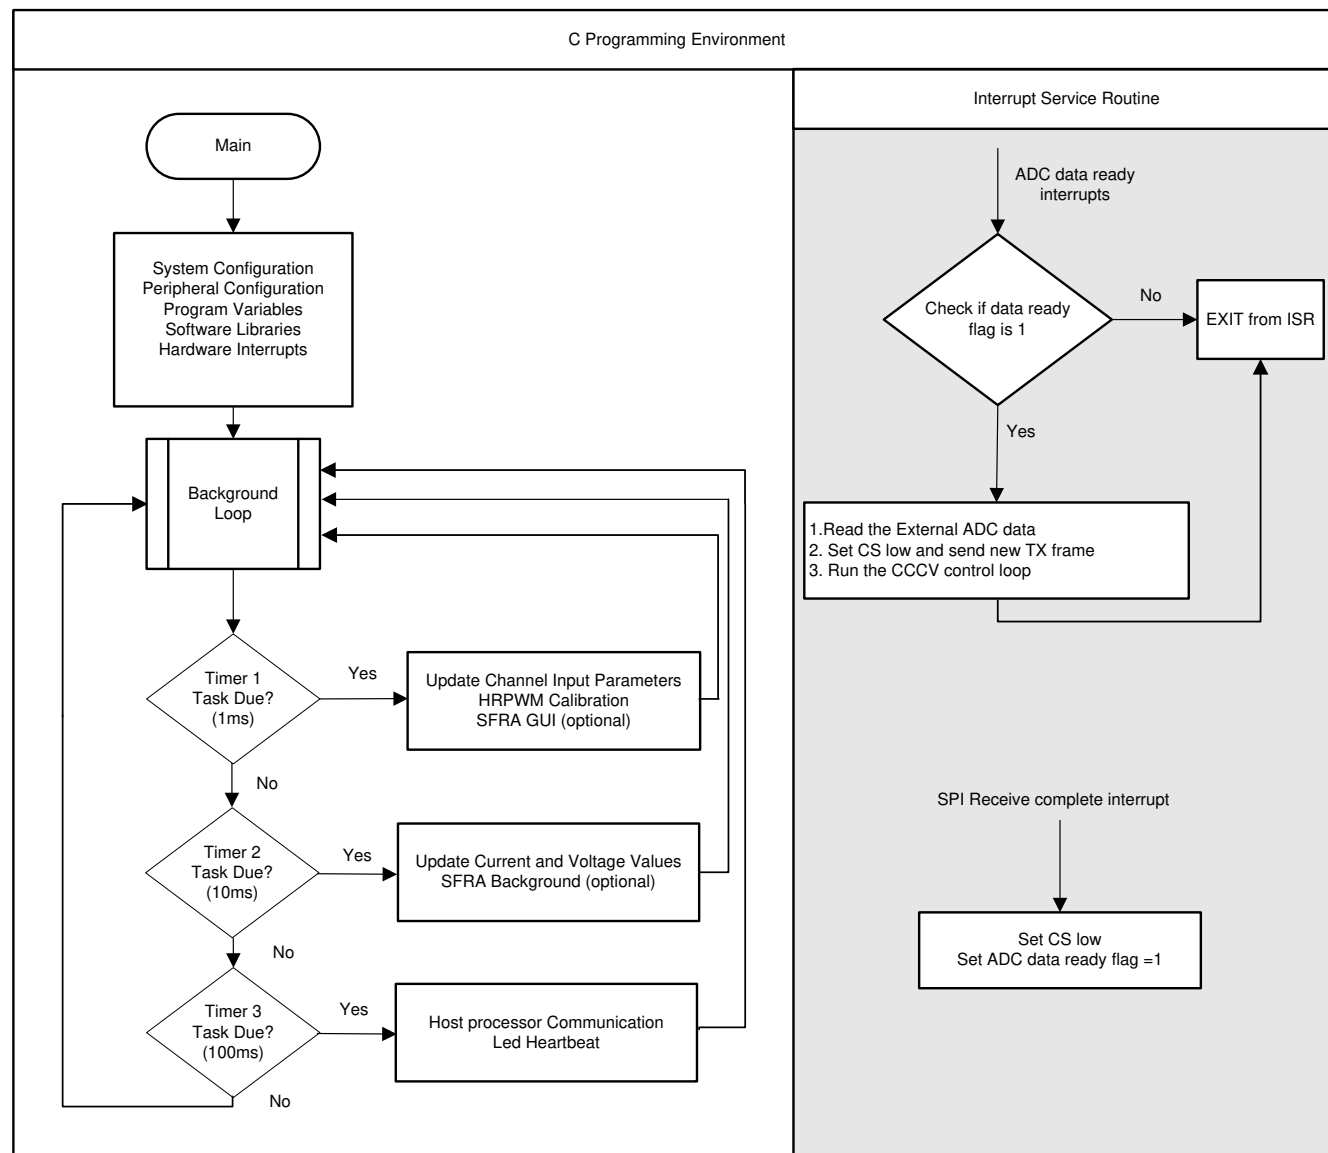 C Programming Environment
Main
System Configuration
Peripheral Configuration
Program Variables
Software Libraries
Hardware Interrupts
Background
Loop
Timer 1
Task Due?
(1ms)
Yes
Update Channel Input Parameters
HRPWM Calibration
SFRA GUI (optional)
No
Timer 2
Task Due?
(10ms)
Yes
Update Current and Voltage Values
SFRA Background (optional)
No
Timer 3
Task Due?
(100ms)
Yes
Host processor Communication
Led Heartbeat
No
Interrupt Service Routine
ADC data ready
interrupts
Check if data ready
flag is 1
No
EXIT from ISR
Yes
1.Read the External ADC data
2. Set CS low and send new TX frame
3. Run the CCCV control loop
SPI Receive complete interrupt
Set CS low
Set ADC data ready flag =1